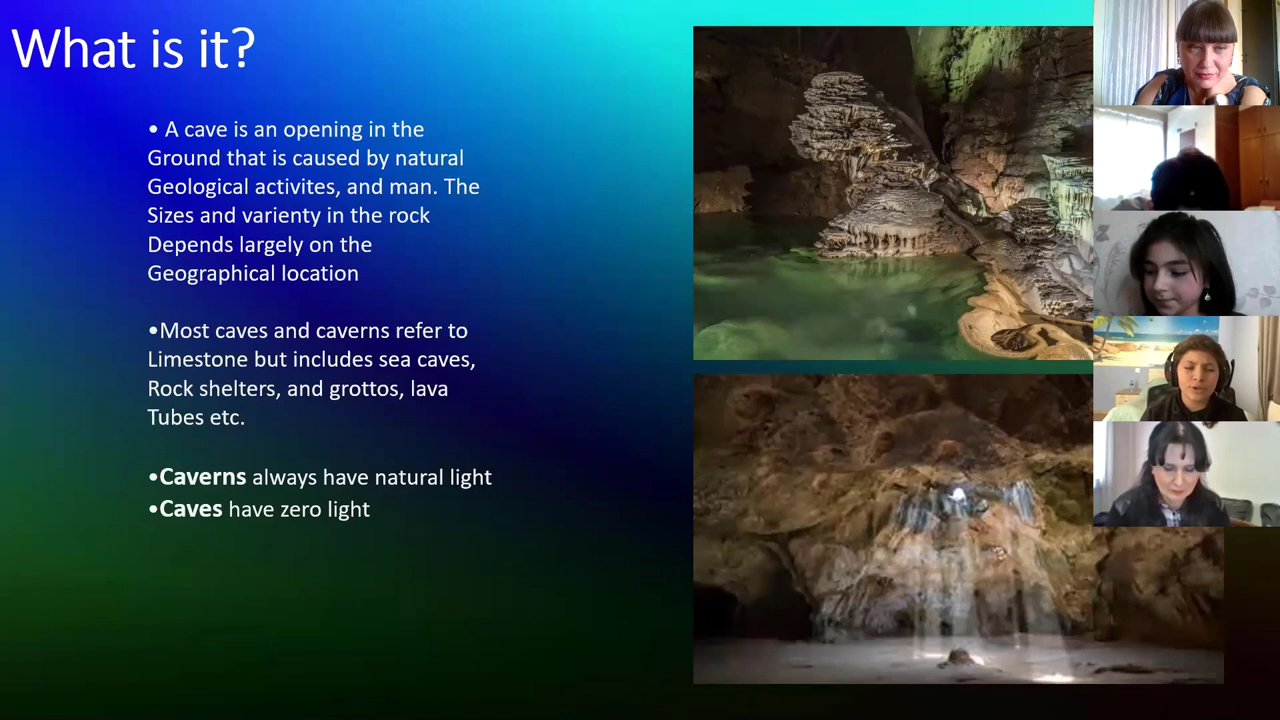 What is it?
• A cave is an opening in the
Ground that is caused by natural
Geological activites, and man. The
Sizes and varienty in the rock
Depends largely on the
Geographical location
•Most caves and caverns refer to
Limestone but includes sea caves,
Rock shelters, and grottos, lava
Tubes etc.
•Caverns always have natural light
•Caves have zero light